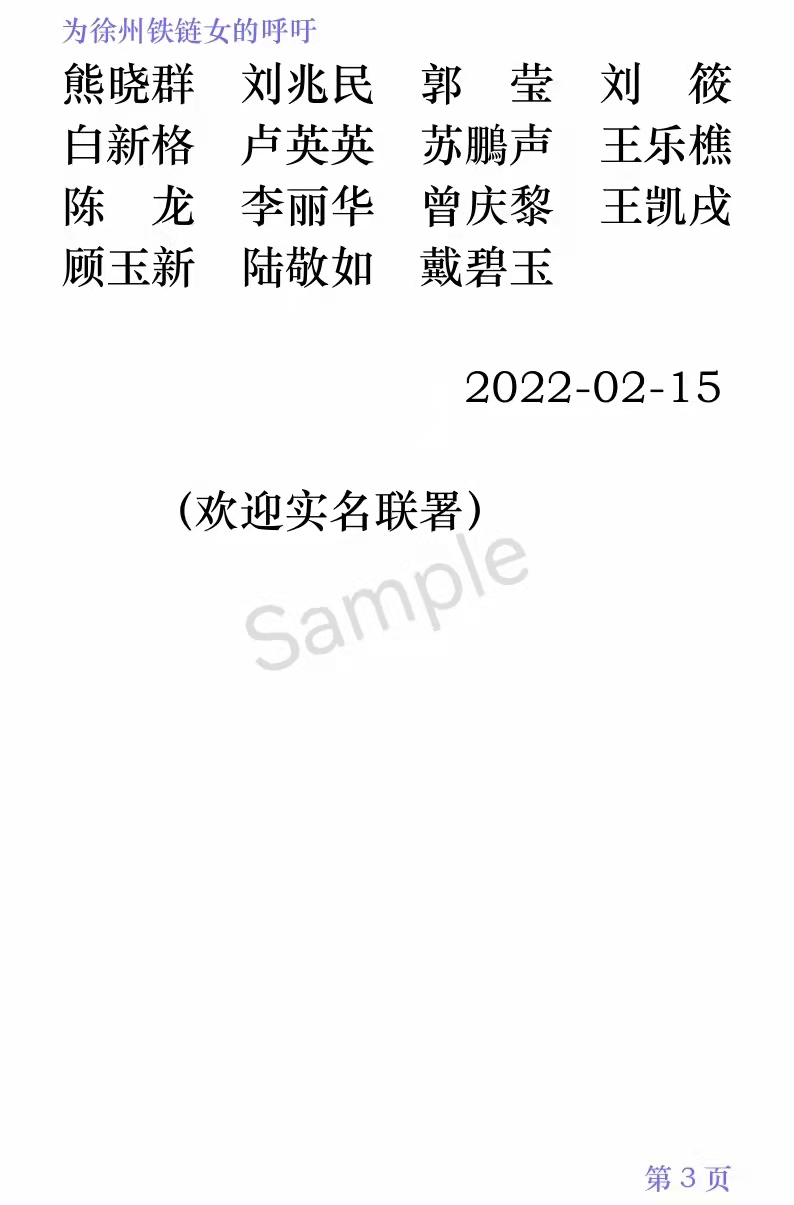 为徐州铁链女的呼吁
熊晓群 刘兆民 郭 莹 刘 筱
白新格 卢英英 苏鵬声 王乐樵
陈 龙 李丽华 曾庆黎 王凯戌
顾玉新 陆敬如 戴碧玉
2022-02-15
(欢迎实名联署)
Sample
第 3 页